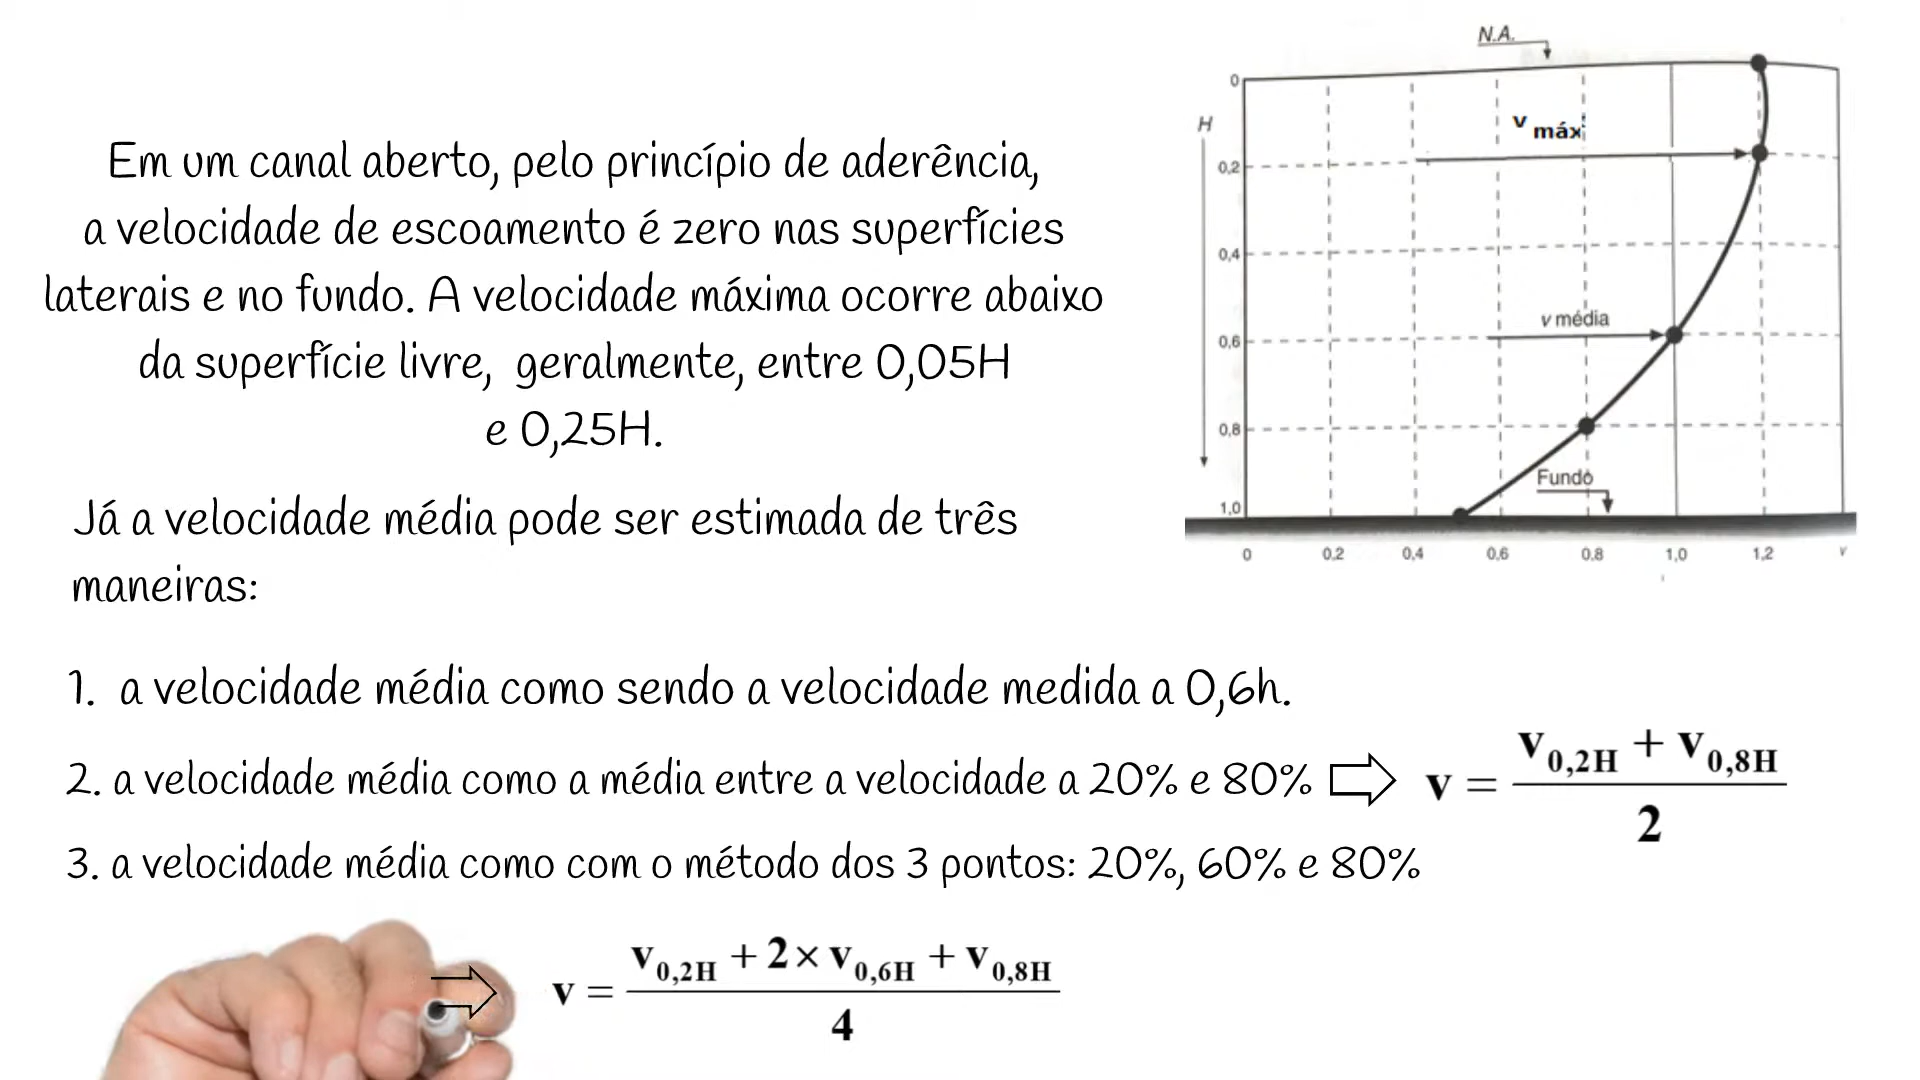 Em um canal aberto, pelo princípio de aderência,
a velocidade de escoamento é zero nas superfícies
laterais e no fundo. A velocidade máxima ocorre abaixo
da superfície livre, geralmente, entre 0,05H
e 0,25H.
Já a velocidade média pode ser estimada de três
maneiras:
N.A.
0
H
v máx
0,2
0,4
v média
0,6
0,8
Fundo
1,0
0 0,2 0,4 0,6 0,8 1,0 1,2 v
1. a velocidade média como sendo a velocidade medida a 0,6h.
2. a velocidade média como a média entre a velocidade a 20% e 80% ⇨ v = (v0,2H + v0,8H) / 2
3. a velocidade média como com o método dos 3 pontos: 20%, 60% e 80%
⇨ v = (v0,2H + 2 × v0,6H + v0,8H) / 4